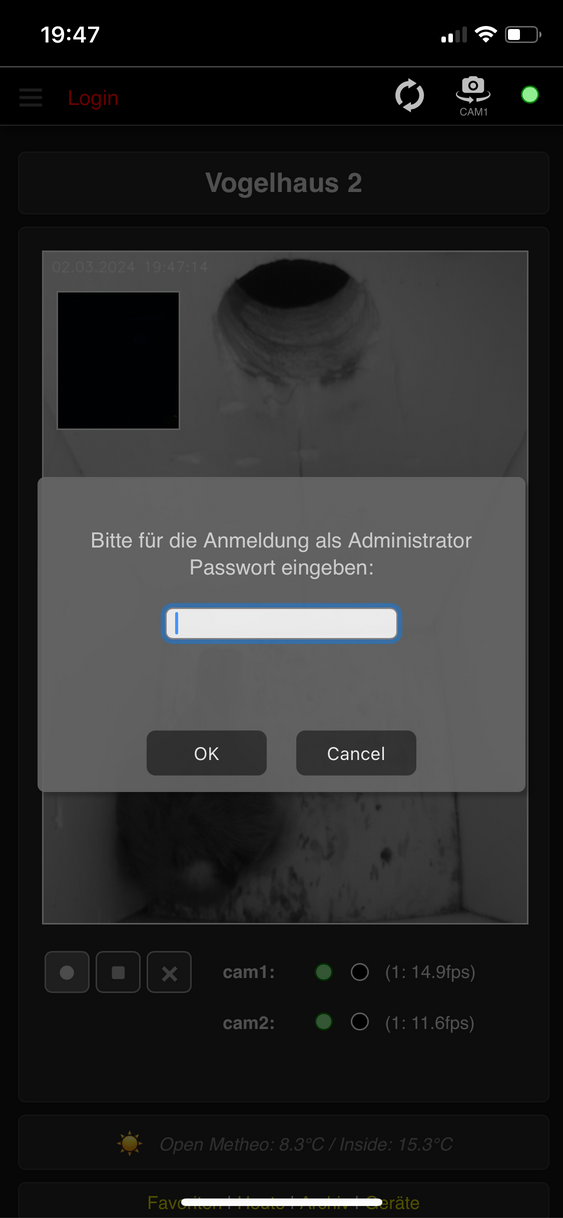 19:47
Login
CAM1
Vogelhaus 2
02.03.2024 19:47:14
Bitte für die Anmeldung als Administrator
Passwort eingeben:
OK
Cancel
cam1: (1: 14.9fps)
cam2: (1: 11.6fps)
Open Metheo: 8.3°C / Inside: 15.3°C
Favoriten | Heute | Archiv | Geräte